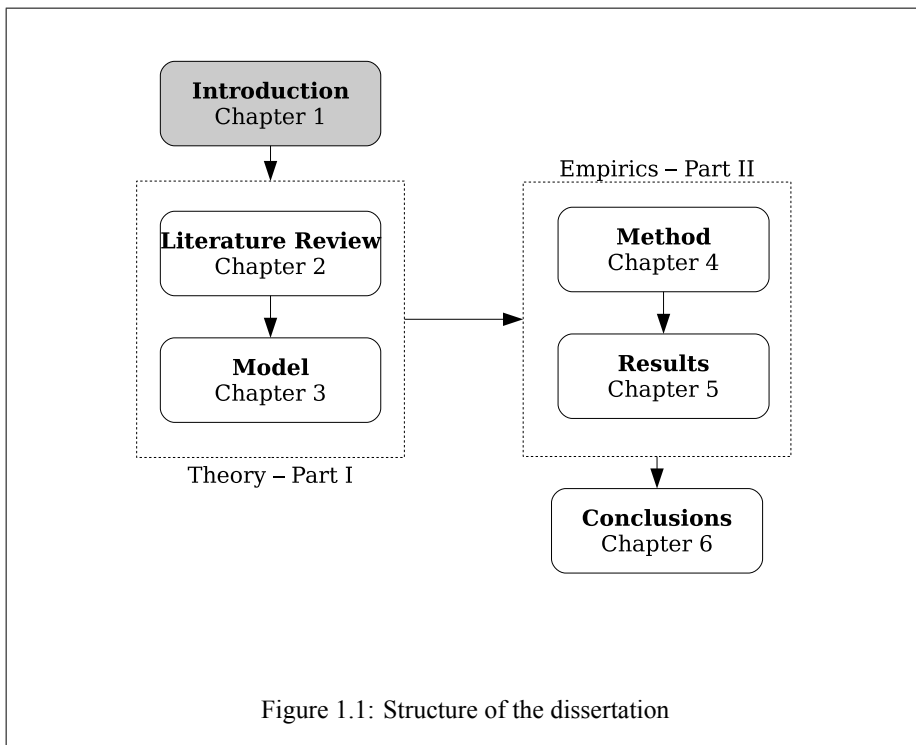 Introduction
Chapter 1
Literature Review
Chapter 2
Model
Chapter 3
Theory – Part I
Empirics – Part II
Method
Chapter 4
Results
Chapter 5
Conclusions
Chapter 6
Figure 1.1: Structure of the dissertation